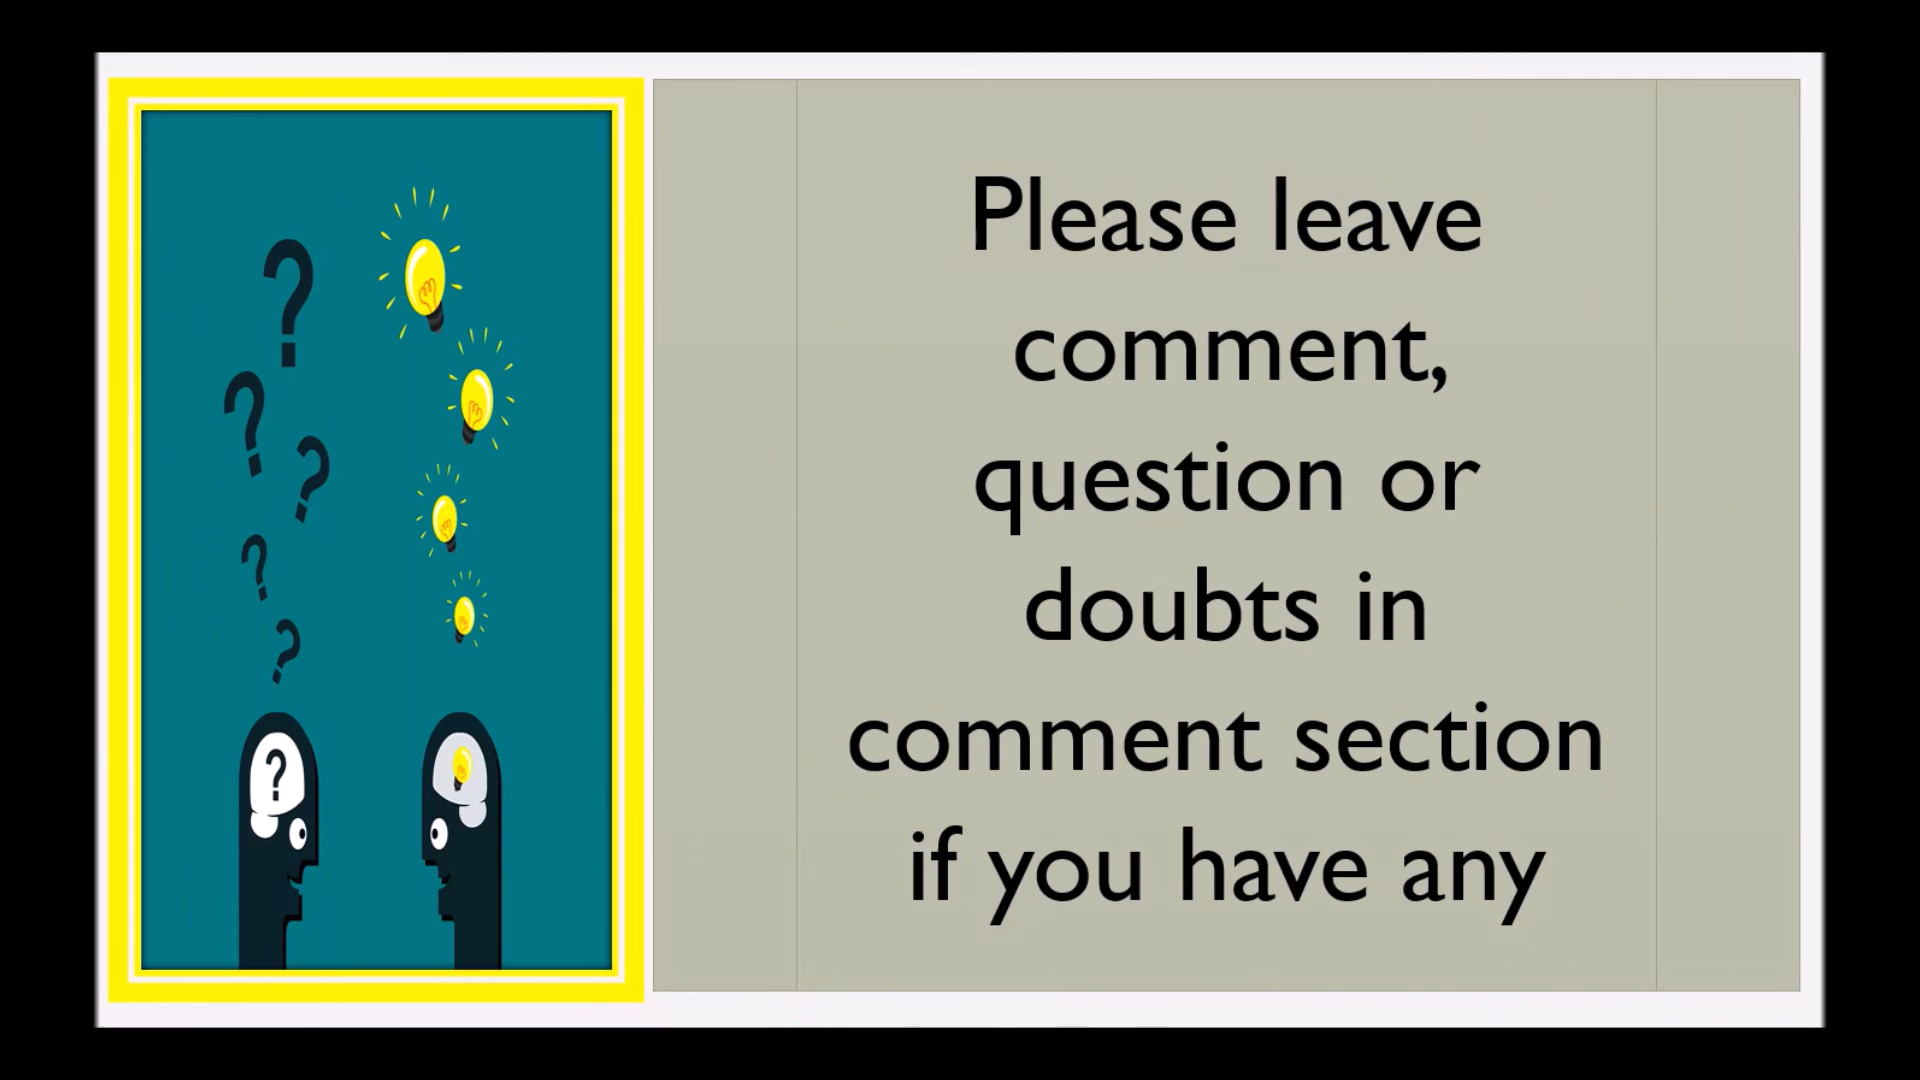 Please leave
comment,
question or
doubts in
comment section
if you have any